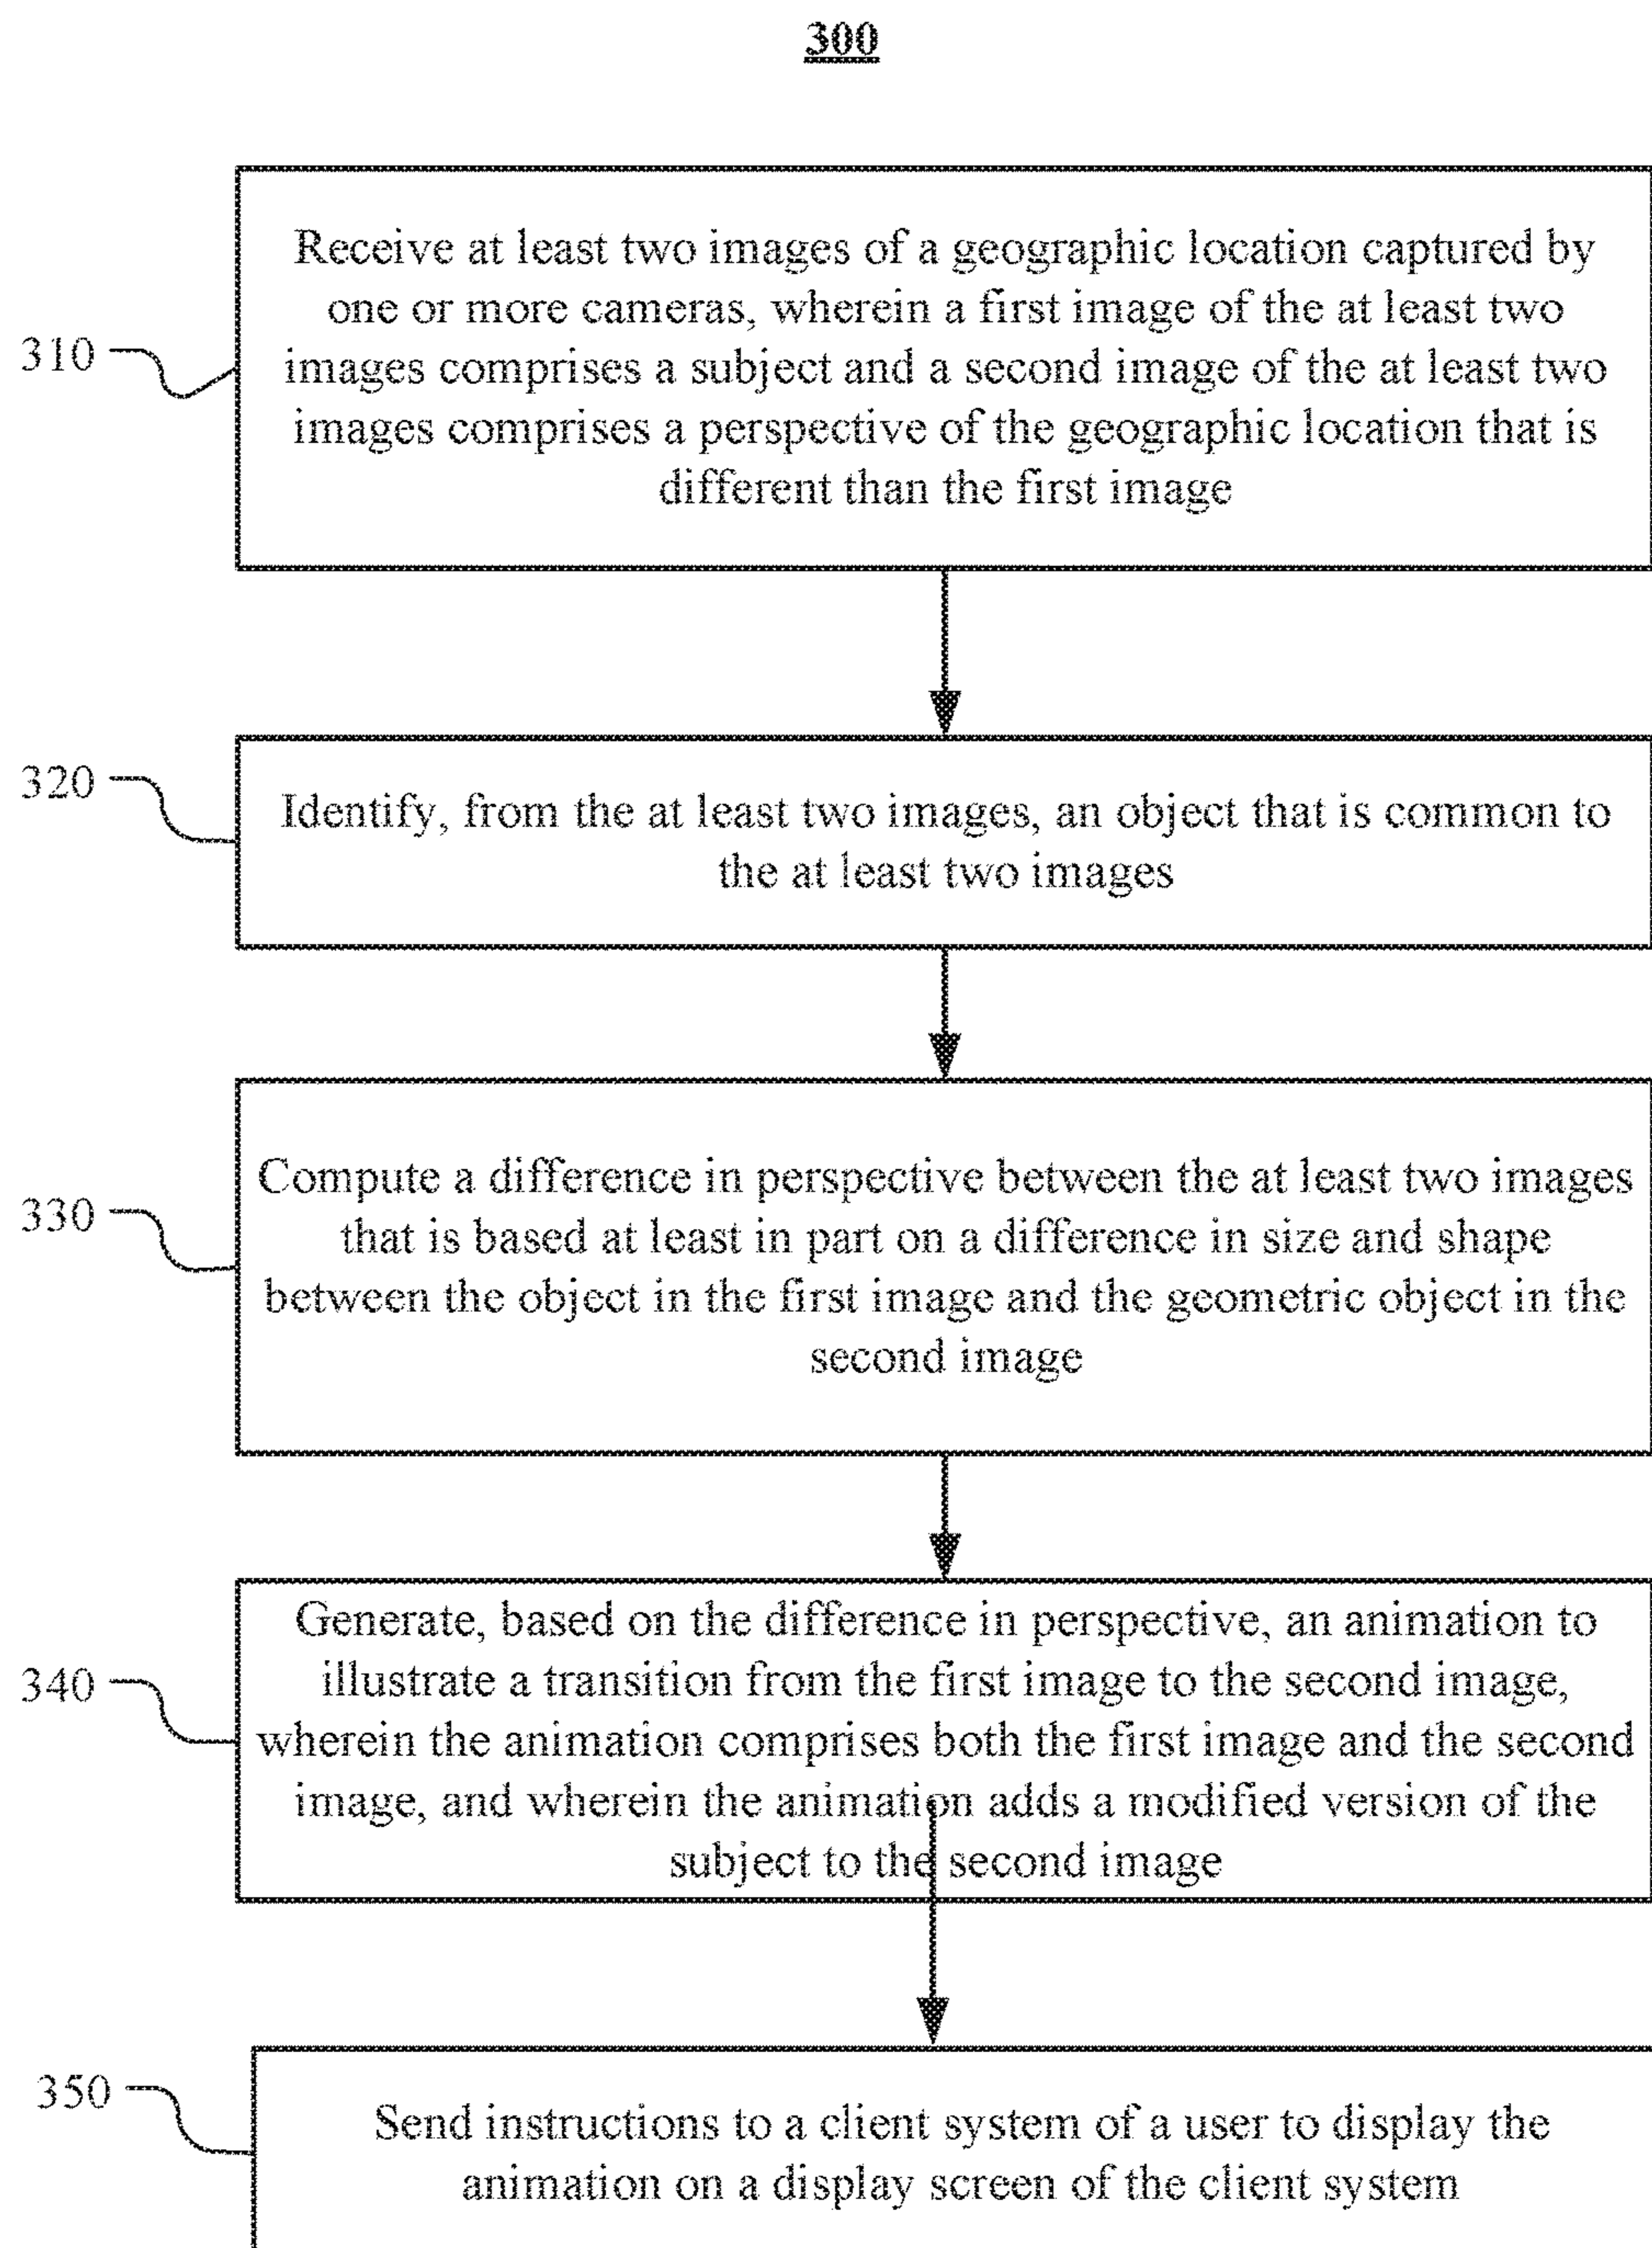 300
310
Receive at least two images of a geographic location captured by
one or more cameras, wherein a first image of the at least two
images comprises a subject and a second image of the at least two
images comprises a perspective of the geographic location that is
different than the first image
320
Identify, from the at least two images, an object that is common to
the at least two images
330
Compute a difference in perspective between the at least two images
that is based at least in part on a difference in size and shape
between the object in the first image and the geometric object in the
second image
340
Generate, based on the difference in perspective, an animation to
illustrate a transition from the first image to the second image,
wherein the animation comprises both the first image and the second
image, and wherein the animation adds a modified version of the
subject to the second image
350
Send instructions to a client system of a user to display the
animation on a display screen of the client system